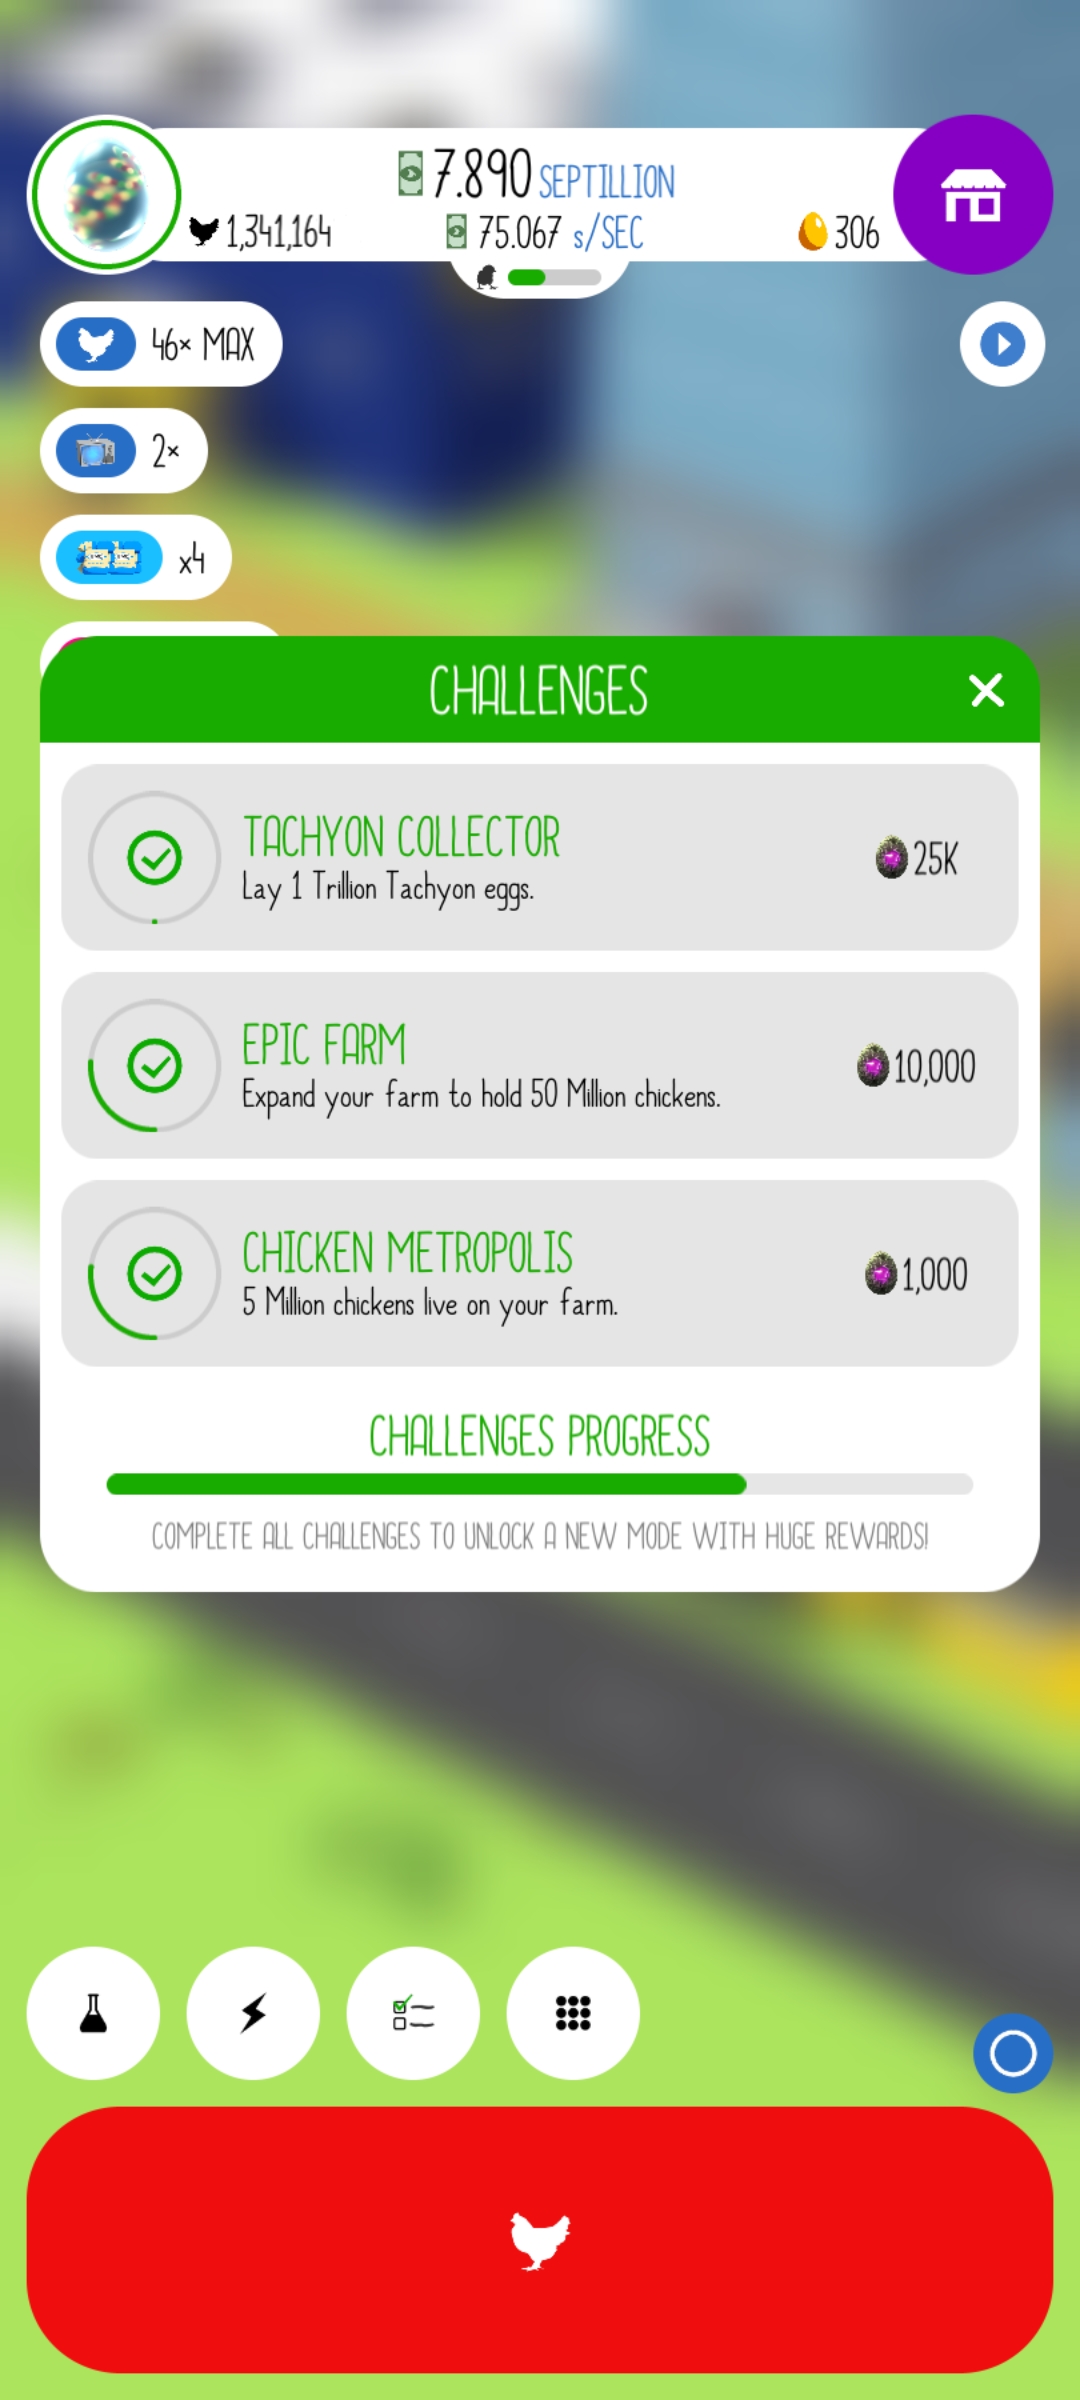 7.890 SEPTILLION
1,341,164
75.067 s/SEC
306
46× MAX
2×
x4
CHALLENGES
TACHYON COLLECTOR
Lay 1 Trillion Tachyon eggs.
25K
EPIC FARM
Expand your farm to hold 50 Million chickens.
10,000
CHICKEN METROPOLIS
5 Million chickens live on your farm.
1,000
CHALLENGES PROGRESS
COMPLETE ALL CHALLENGES TO UNLOCK A NEW MODE WITH HUGE REWARDS!